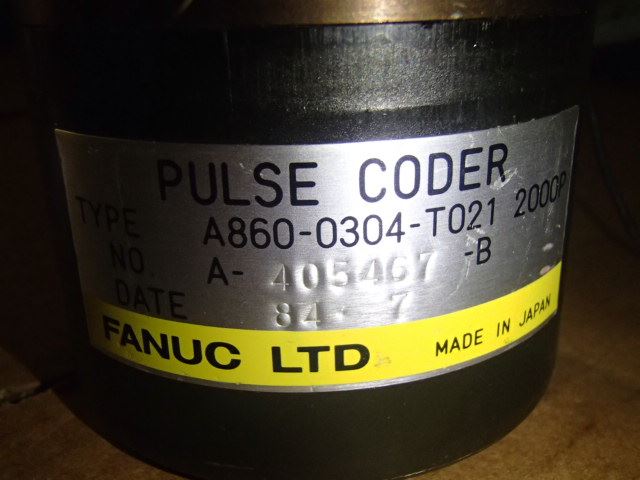 PULSE CODER
TYPE A860-0304-T021 2000P
NO. A- 405467 -B
DATE 84· 7
FANUC LTD MADE IN JAPAN